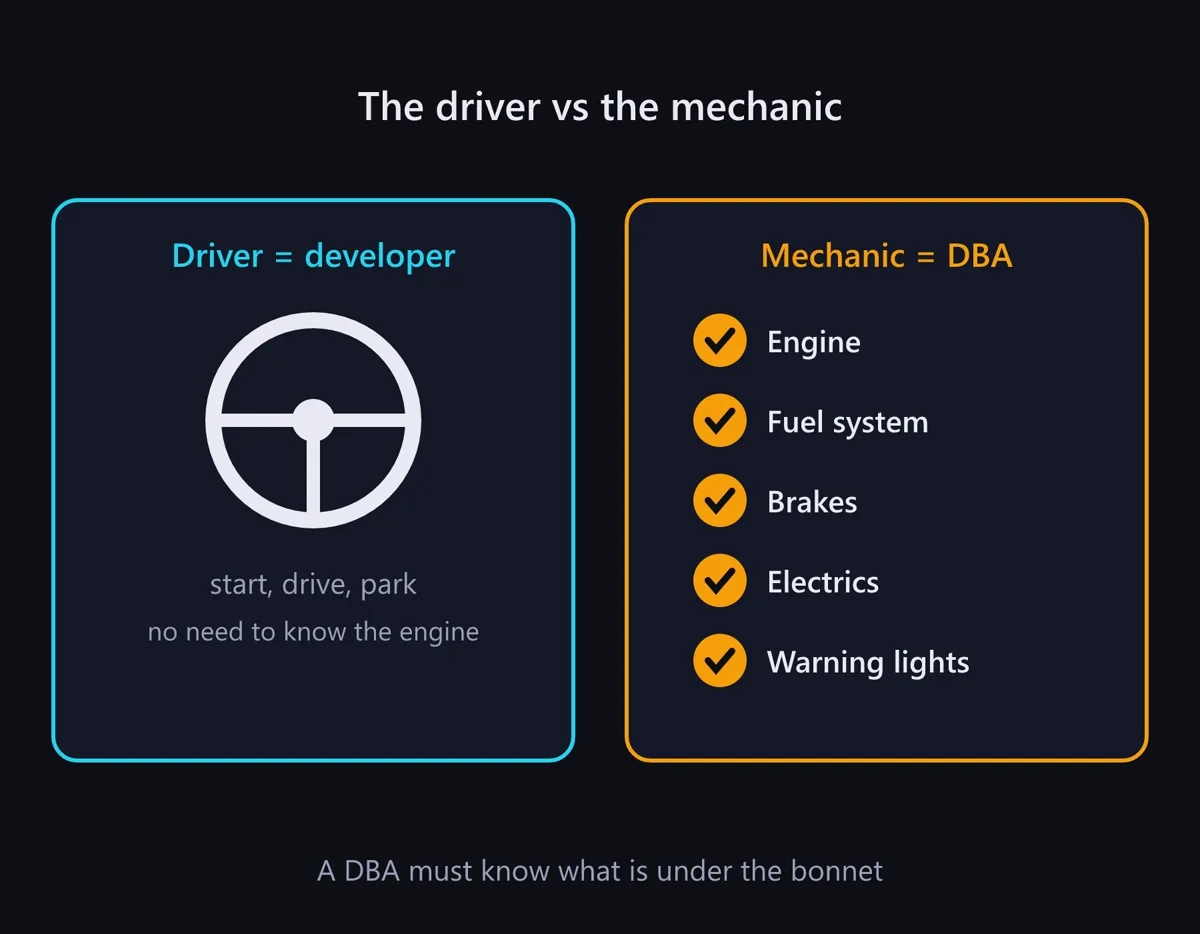 The driver vs the mechanic
Driver = developer
start, drive, park
no need to know the engine
Mechanic = DBA
Engine
Fuel system
Brakes
Electrics
Warning lights
A DBA must know what is under the bonnet